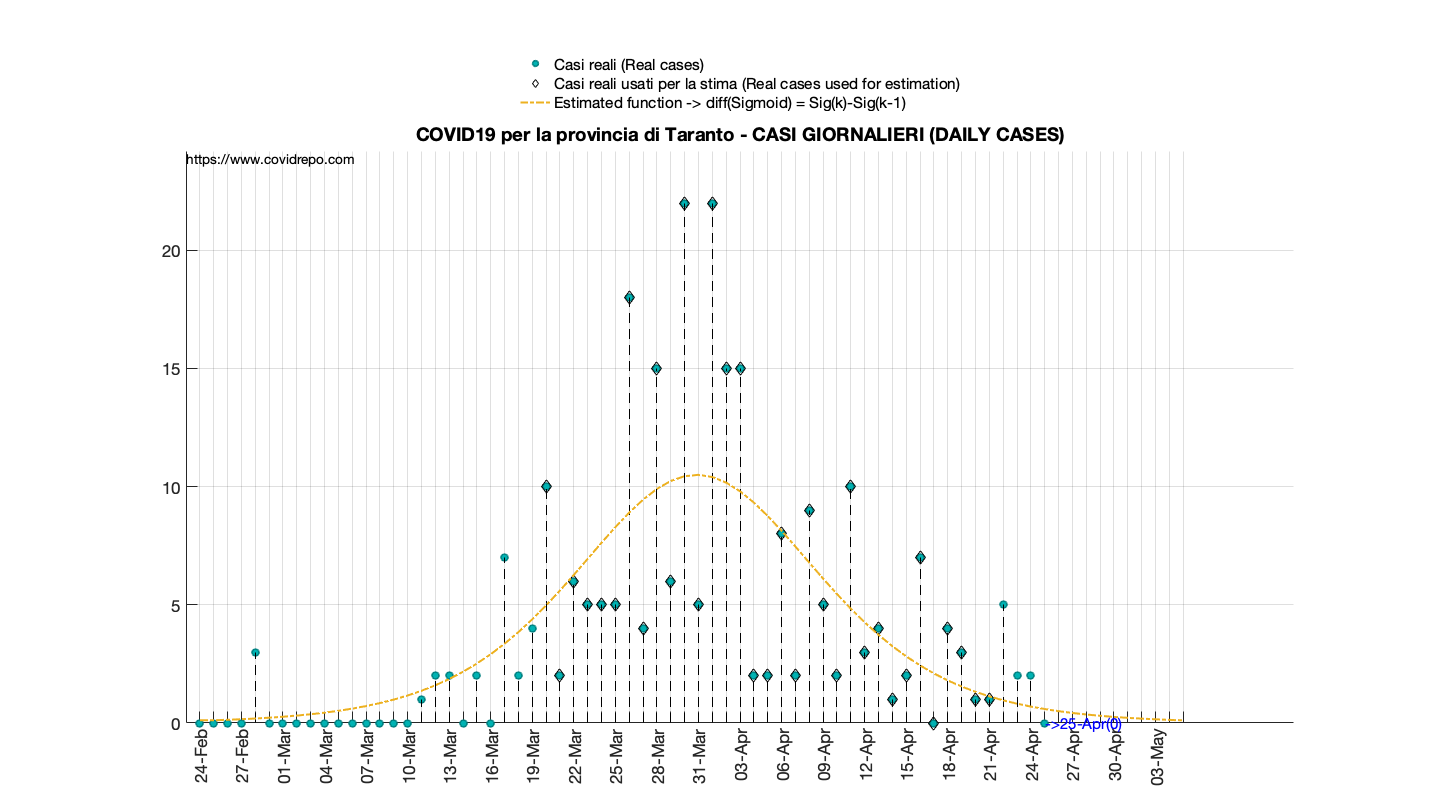 Casi reali (Real cases)
Casi reali usati per la stima (Real cases used for estimation)
Estimated function -> diff(Sigmoid) = Sig(k)-Sig(k-1)
COVID19 per la provincia di Taranto - CASI GIORNALIERI (DAILY CASES)
https://www.covidrepo.com
20
15
10
5
0
->25-Apr(0)
24-Feb
27-Feb
01-Mar
04-Mar
07-Mar
10-Mar
13-Mar
16-Mar
19-Mar
22-Mar
25-Mar
28-Mar
31-Mar
03-Apr
06-Apr
09-Apr
12-Apr
15-Apr
18-Apr
21-Apr
24-Apr
27-Apr
30-Apr
03-May